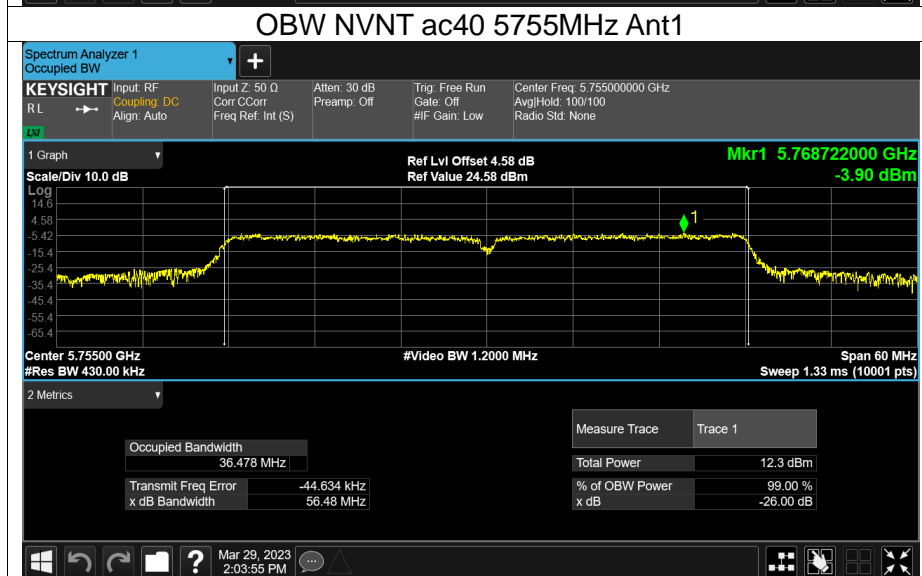 OBW NVNT ac40 5755MHz Ant1
Spectrum Analyzer 1
Occupied BW
+
KEYSIGHT Input: RF Input Z: 50 Ω Atten: 30 dB Trig: Free Run Center Freq: 5.755000000 GHz
RL Coupling: DC Corr CCorr Preamp: Off Gate: Off Avg|Hold: 100/100
Align: Auto Freq Ref: Int (S) #IF Gain: Low Radio Std: None
LXI
1 Graph Ref Lvl Offset 4.58 dB Mkr1 5.768722000 GHz
Scale/Div 10.0 dB Ref Value 24.58 dBm -3.90 dBm
Log
14.6
4.58
-5.42
-15.4
-25.4
-35.4
-45.4
-55.4
-65.4
1
Center 5.75500 GHz #Video BW 1.2000 MHz Span 60 MHz
#Res BW 430.00 kHz Sweep 1.33 ms (10001 pts)
2 Metrics
Measure Trace Trace 1
Occupied Bandwidth
36.478 MHz Total Power 12.3 dBm
Transmit Freq Error -44.634 kHz % of OBW Power 99.00 %
x dB Bandwidth 56.48 MHz x dB -26.00 dB
? Mar 29, 2023
2:03:55 PM